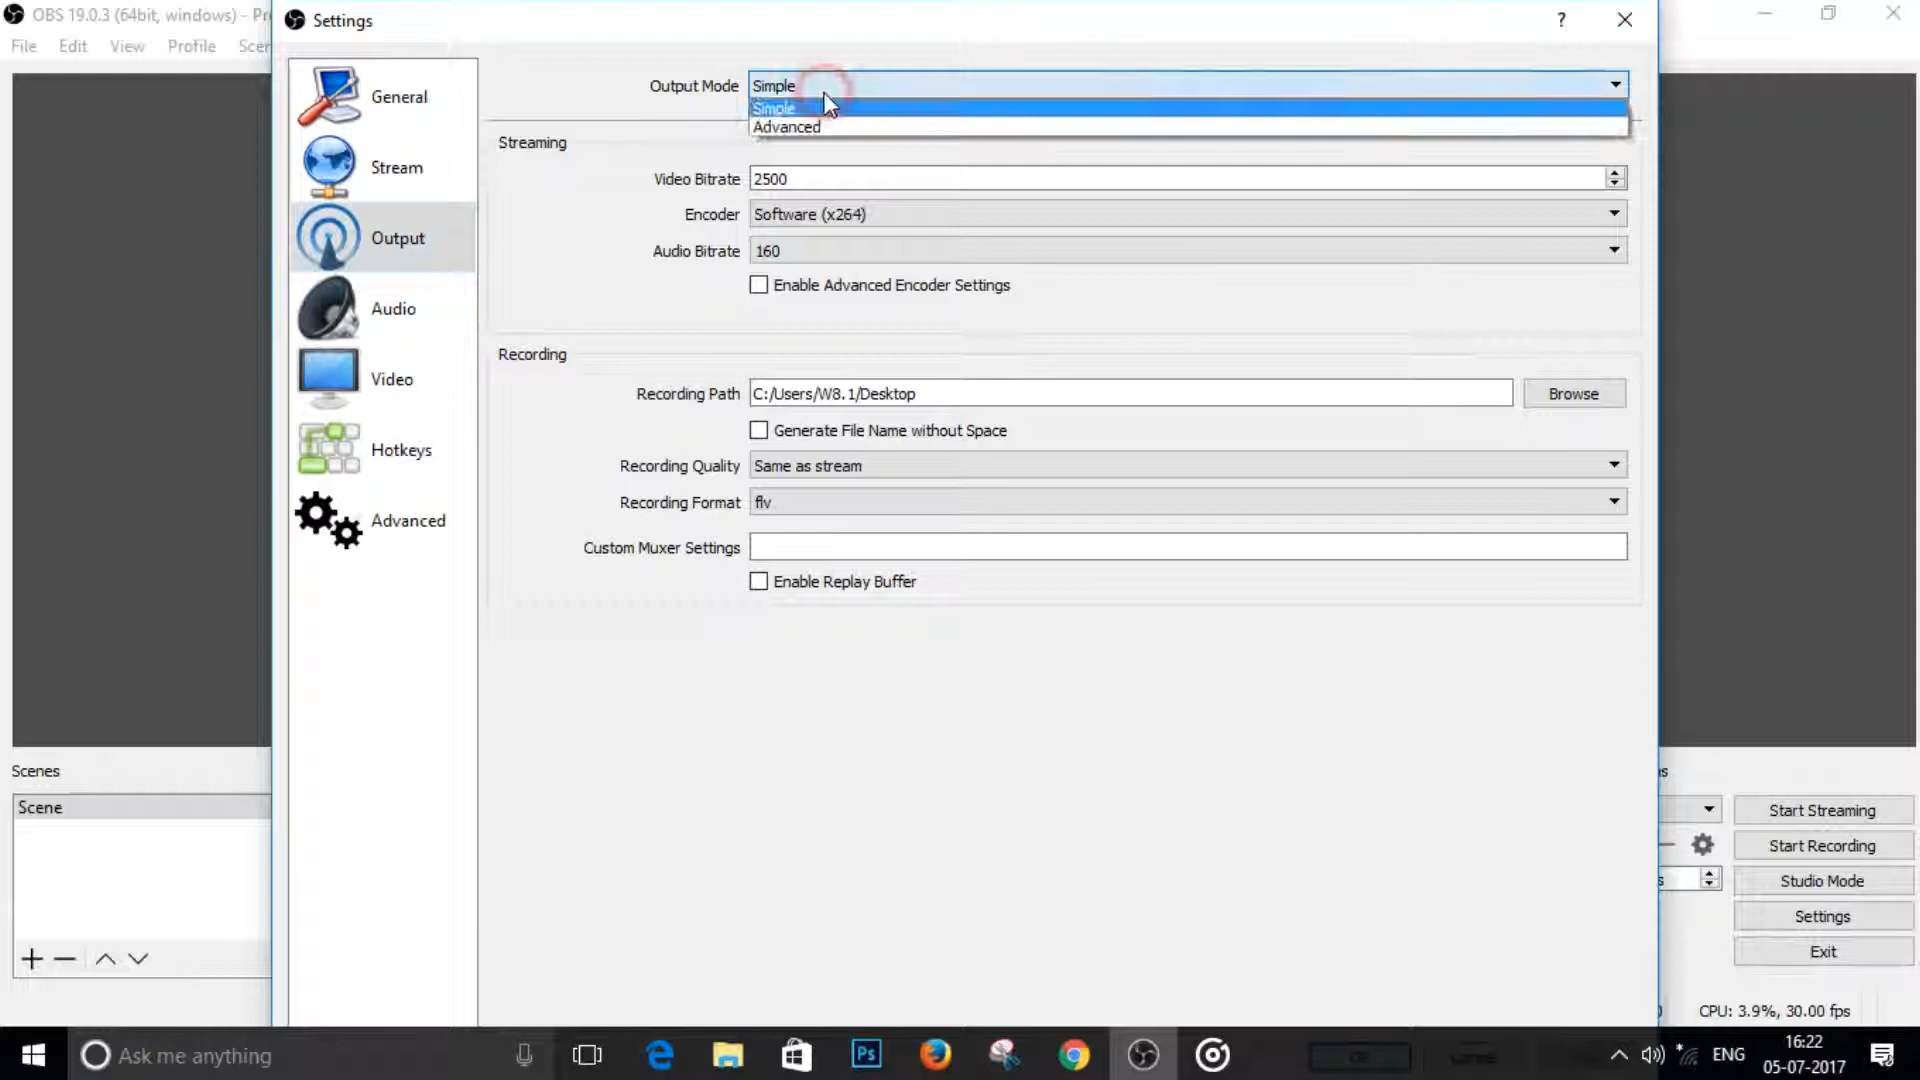 OBS 19.0.3 (64bit, windows) - Pr
Settings
?
File Edit View Profile Scen
General
Stream
Output
Audio
Video
Hotkeys
Advanced
Output Mode Simple
Simple
Advanced
Streaming
Video Bitrate 2500
Encoder Software (x264)
Audio Bitrate 160
Enable Advanced Encoder Settings
Recording
Recording Path C:/Users/W8.1/Desktop Browse
Generate File Name without Space
Recording Quality Same as stream
Recording Format flv
Custom Muxer Settings
Enable Replay Buffer
Scenes
Scene
s
Start Streaming
Start Recording
Studio Mode
Settings
Exit
CPU: 3.9%, 30.00 fps
Ask me anything
Ps
ENG
16:22
05-07-2017